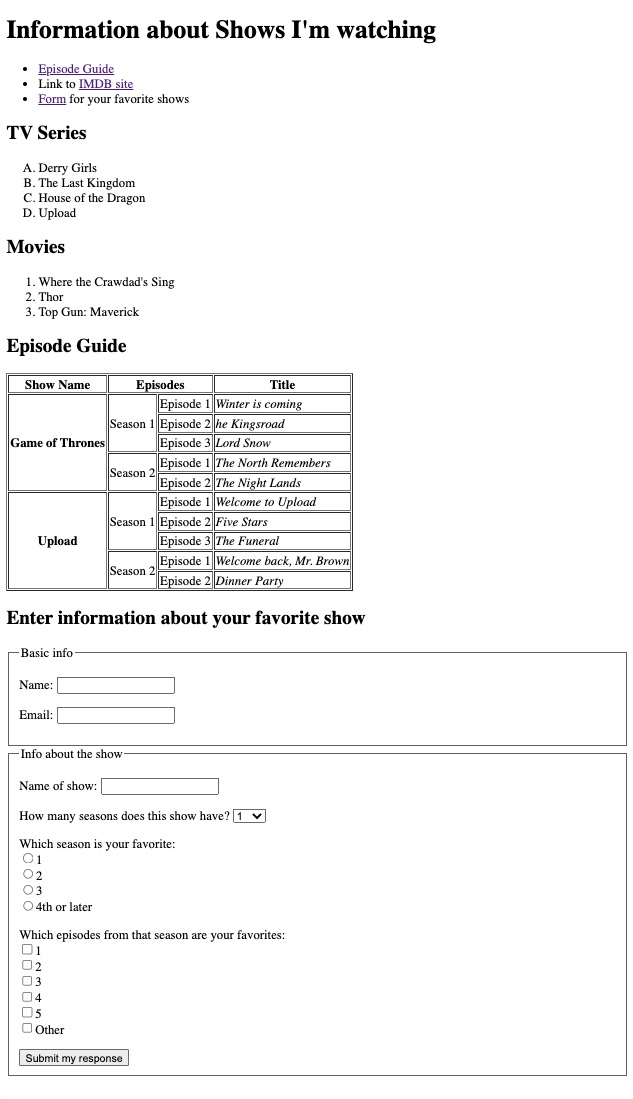 Information about Shows I'm watching
Episode Guide
Link to IMDB site
Form for your favorite shows
TV Series
A. Derry Girls
B. The Last Kingdom
C. House of the Dragon
D. Upload
Movies
1. Where the Crawdad's Sing
2. Thor
3. Top Gun: Maverick
Episode Guide
Show Name Episodes Title
Game of Thrones Season 1 Episode 1 Winter is coming
Episode 2 he Kingsroad
Episode 3 Lord Snow
Season 2 Episode 1 The North Remembers
Episode 2 The Night Lands
Upload Season 1 Episode 1 Welcome to Upload
Episode 2 Five Stars
Episode 3 The Funeral
Season 2 Episode 1 Welcome back, Mr. Brown
Episode 2 Dinner Party
Enter information about your favorite show
Basic info
Name:
Email:
Info about the show
Name of show:
How many seasons does this show have? 1
Which season is your favorite:
1
2
3
4th or later
Which episodes from that season are your favorites:
1
2
3
4
5
Other
Submit my response